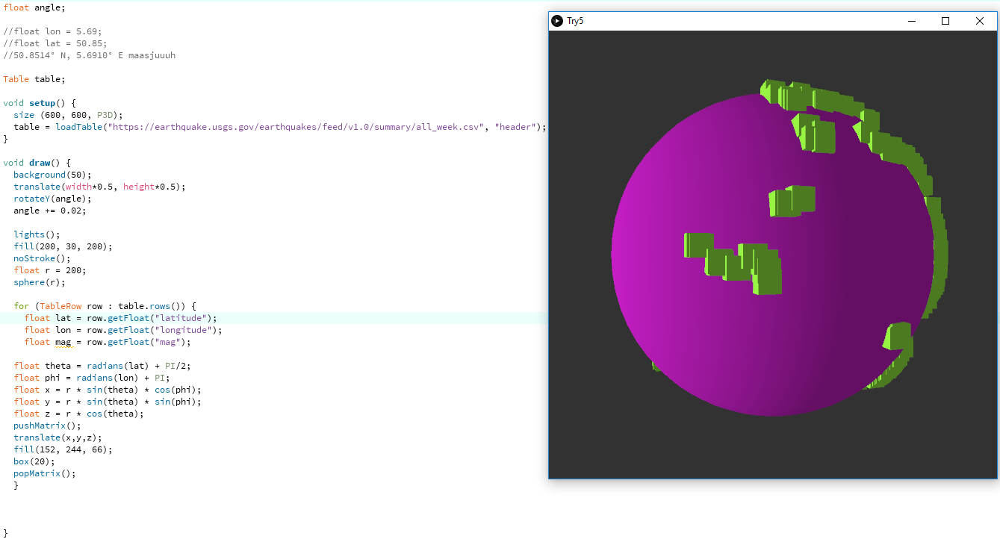 float angle;
//float lon = 5.69;
//float lat = 50.85;
//50.8514° N, 5.6910° E maasjuuuh
Table table;
void setup() {
size (600, 600, P3D);
table = loadTable("https://earthquake.usgs.gov/earthquakes/feed/v1.0/summary/all_week.csv", "header");
}
void draw() {
background(50);
translate(width*0.5, height*0.5);
rotateY(angle);
angle += 0.02;
lights();
fill(200, 30, 200);
noStroke();
float r = 200;
sphere(r);
for (TableRow row : table.rows()) {
float lat = row.getFloat("latitude");
float lon = row.getFloat("longitude");
float mag = row.getFloat("mag");
float theta = radians(lat) + PI/2;
float phi = radians(lon) + PI;
float x = r * sin(theta) * cos(phi);
float y = r * sin(theta) * sin(phi);
float z = r * cos(theta);
pushMatrix();
translate(x,y,z);
fill(152, 244, 66);
box(20);
popMatrix();
}
}
Try5